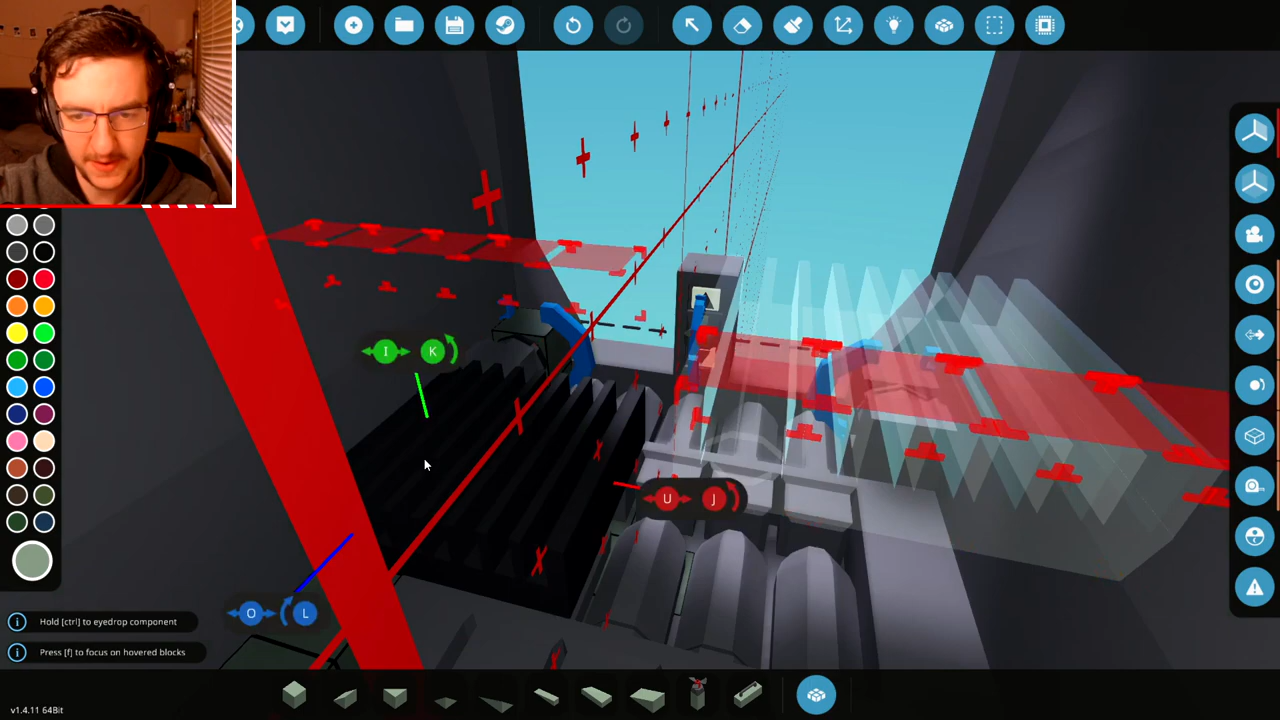 I K
U J
O L
Hold [ctrl] to eyedrop component
Press [f] to focus on hovered blocks
v1.4.11 64Bit